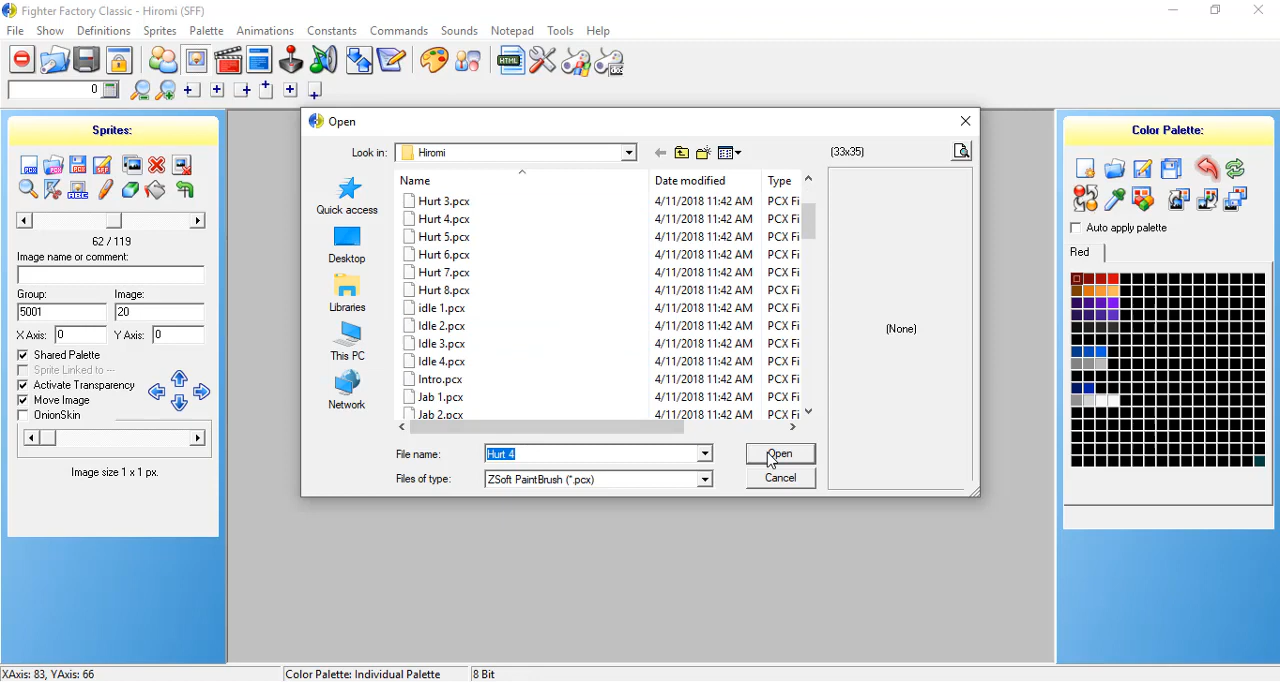 Fighter Factory Classic - Hiromi (SFF)
File Show Definitions Sprites Palette Animations Constants Commands Sounds Notepad Tools Help
HTML
0
Sprites:
62 / 119
Image name or comment:
Group: Image:
5001 20
X Axis: 0 Y Axis: 0
Shared Palette
Sprite Linked to ---
Activate Transparency
Move Image
OnionSkin
Image size 1 x 1 px.
Open
Look in: Hiromi
(33x35)
Name Date modified Type
Hurt 3.pcx 4/11/2018 11:42 AM PCX Fi
Hurt 4.pcx 4/11/2018 11:42 AM PCX Fi
Hurt 5.pcx 4/11/2018 11:42 AM PCX Fi
Hurt 6.pcx 4/11/2018 11:42 AM PCX Fi
Hurt 7.pcx 4/11/2018 11:42 AM PCX Fi
Hurt 8.pcx 4/11/2018 11:42 AM PCX Fi
idle 1.pcx 4/11/2018 11:42 AM PCX Fi
Idle 2.pcx 4/11/2018 11:42 AM PCX Fi
Idle 3.pcx 4/11/2018 11:42 AM PCX Fi
Idle 4.pcx 4/11/2018 11:42 AM PCX Fi
Intro.pcx 4/11/2018 11:42 AM PCX Fi
Jab 1.pcx 4/11/2018 11:42 AM PCX Fi
Jab 2.pcx 4/11/2018 11:42 AM PCX Fi
Quick access
Desktop
Libraries
This PC
Network
(None)
File name: Hurt 4 Open
Files of type: ZSoft PaintBrush (*.pcx) Cancel
Color Palette:
Auto apply palette
Red
XAxis: 83, YAxis: 66 Color Palette: Individual Palette 8 Bit